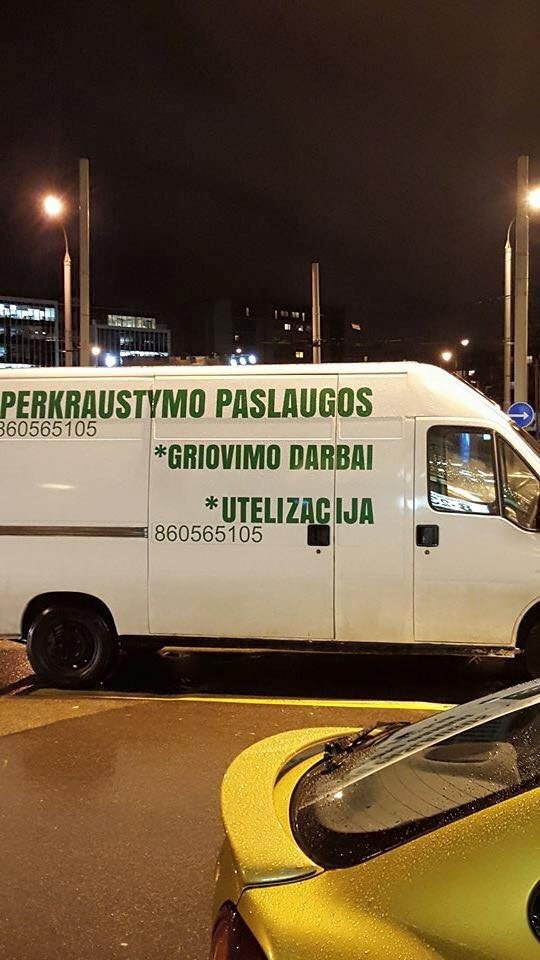 PERKRAUSTYMO PASLAUGOS
860565105
*GRIOVIMO DARBAI
*UTELIZACIJA
860565105